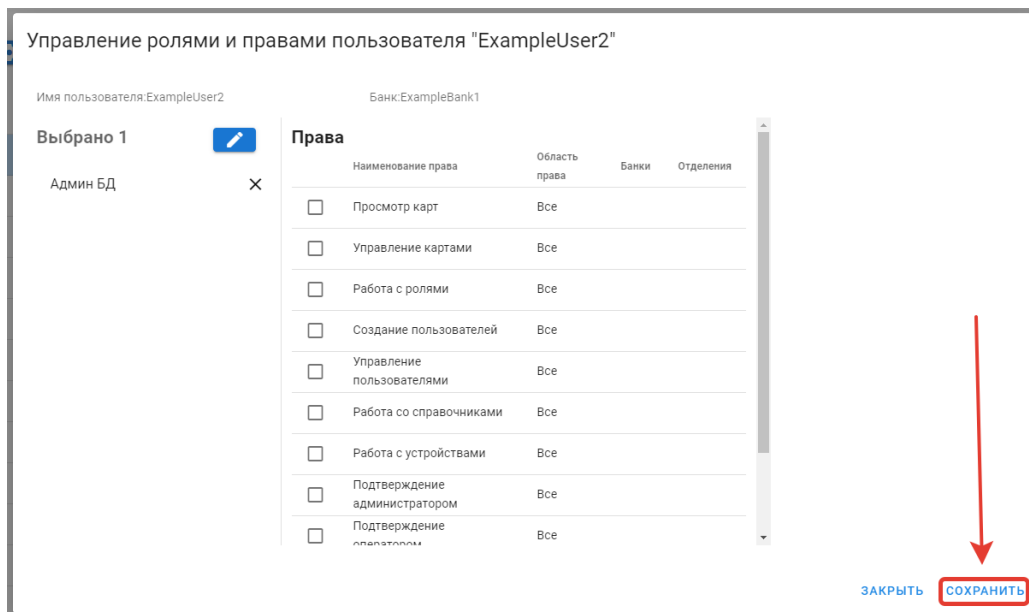 Управление ролями и правами пользователя "ExampleUser2"
Имя пользователя:ExampleUser2
Банк:ExampleBank1
Выбрано 1
Админ БД
Права
Наименование права
Область
права
Банки
Отделения
Просмотр карт
Все
Управление картами
Все
Работа с ролями
Все
Создание пользователей
Все
Управление
пользователями
Все
Работа со справочниками
Все
Работа с устройствами
Все
Подтверждение
администратором
Все
Подтверждение
оператором
Все
ЗАКРЫТЬ
СОХРАНИТЬ